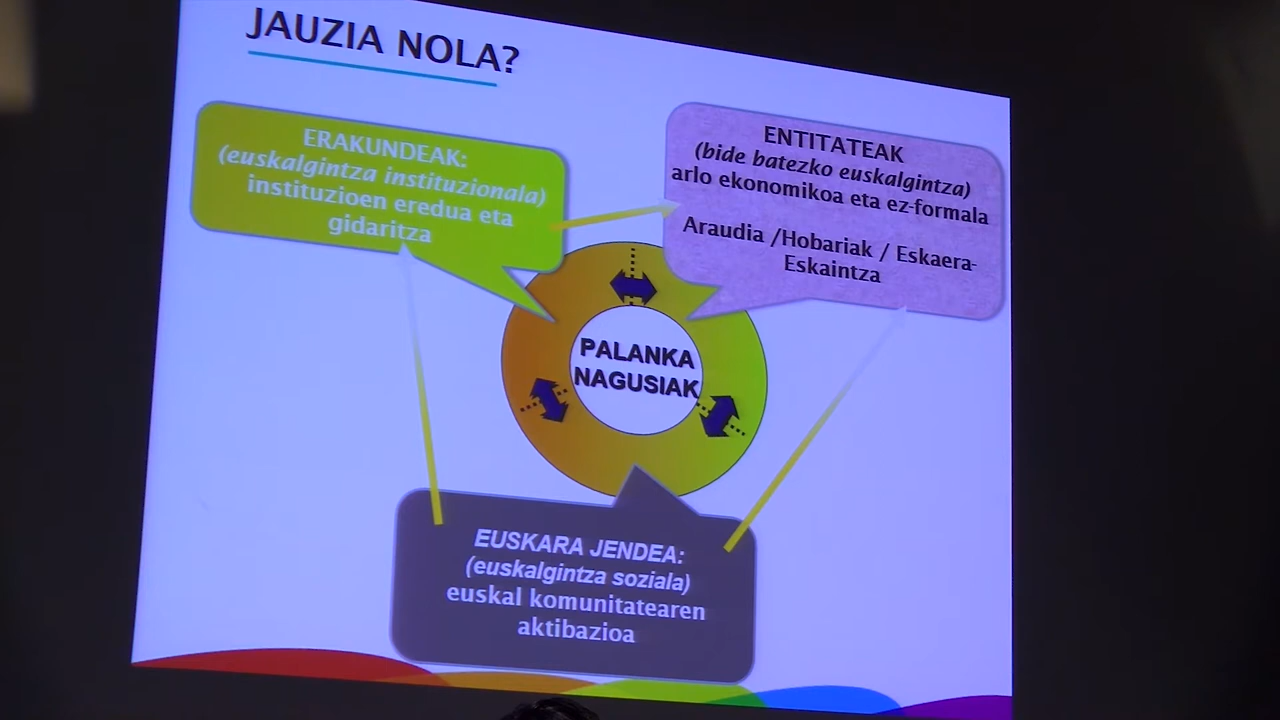 JAUZIA NOLA?
ERAKUNDEAK:
(euskalgintza instituzionala)
instituzioen eredua eta
gidaritza
ENTITATEAK
(bide batezko euskalgintza)
arlo ekonomikoa eta ez-formala
Araudia /Hobariak / Eskaera-
Eskaintza
PALANKA
NAGUSIAK
EUSKARA JENDEA:
(euskalgintza soziala)
euskal komunitatearen
aktibazioa